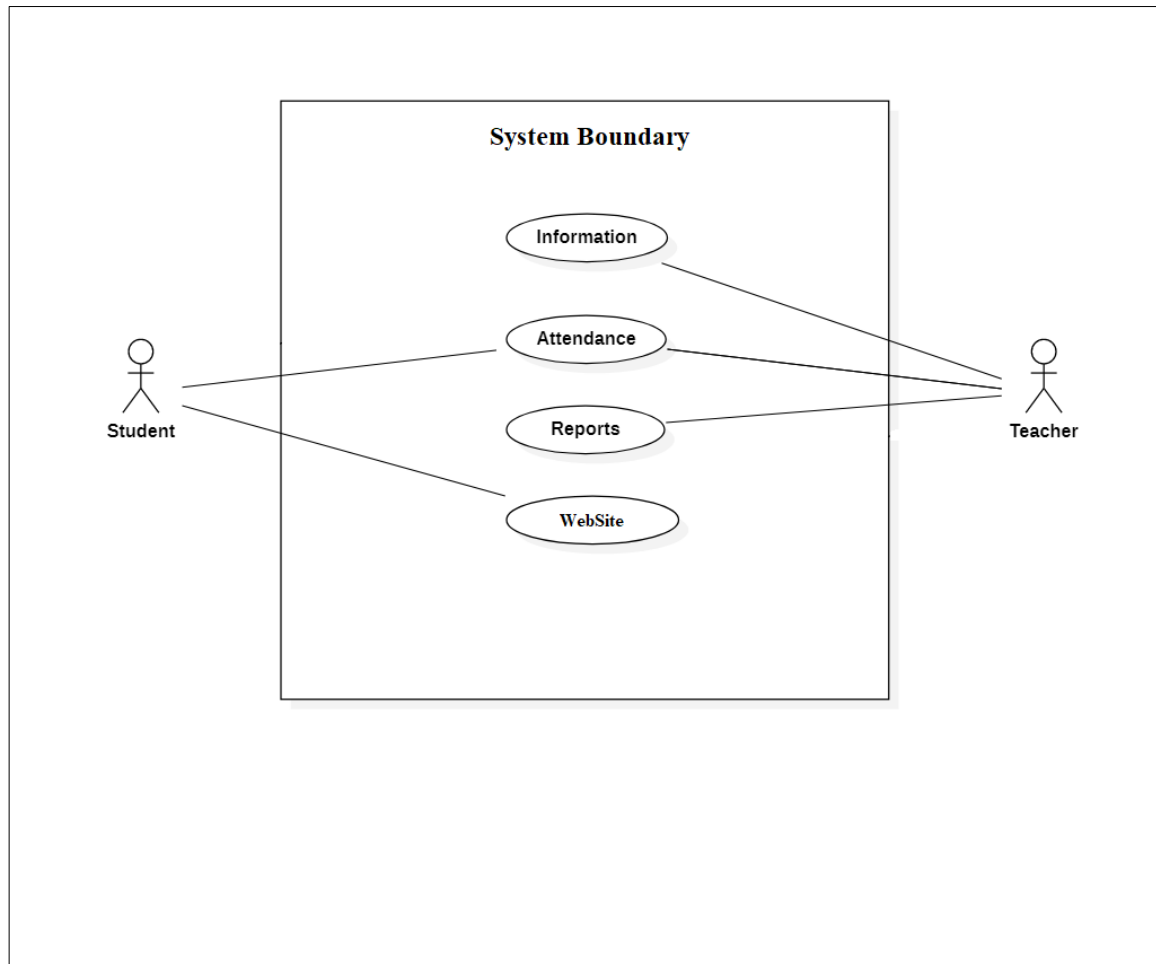 System Boundary
Information
Attendance
Reports
WebSite
Student
Teacher